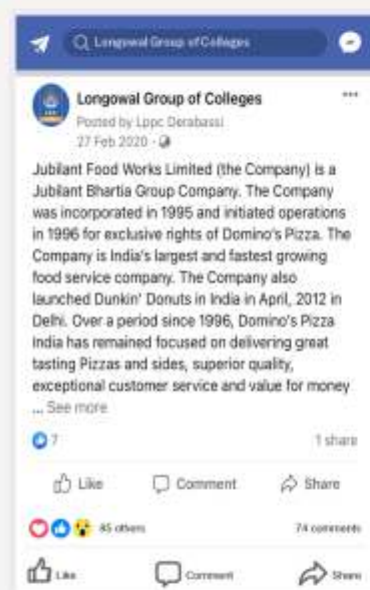 Longowal Group of Colleges
Longowal Group of Colleges
Posted by Lppc Derabassi
27 Feb 2020 ·
Jubilant Food Works Limited (the Company) is a
Jubilant Bhartia Group Company. The Company
was incorporated in 1995 and initiated operations
in 1996 for exclusive rights of Domino's Pizza. The
Company is India's largest and fastest growing
food service company. The Company also
launched Dunkin' Donuts in India in April, 2012 in
Delhi. Over a period since 1996, Domino's Pizza
India has remained focused on delivering great
tasting Pizzas and sides, superior quality,
exceptional customer service and value for money
... See more
7 1 share
Like Comment Share
85 others 74 comments
Like Comment Share